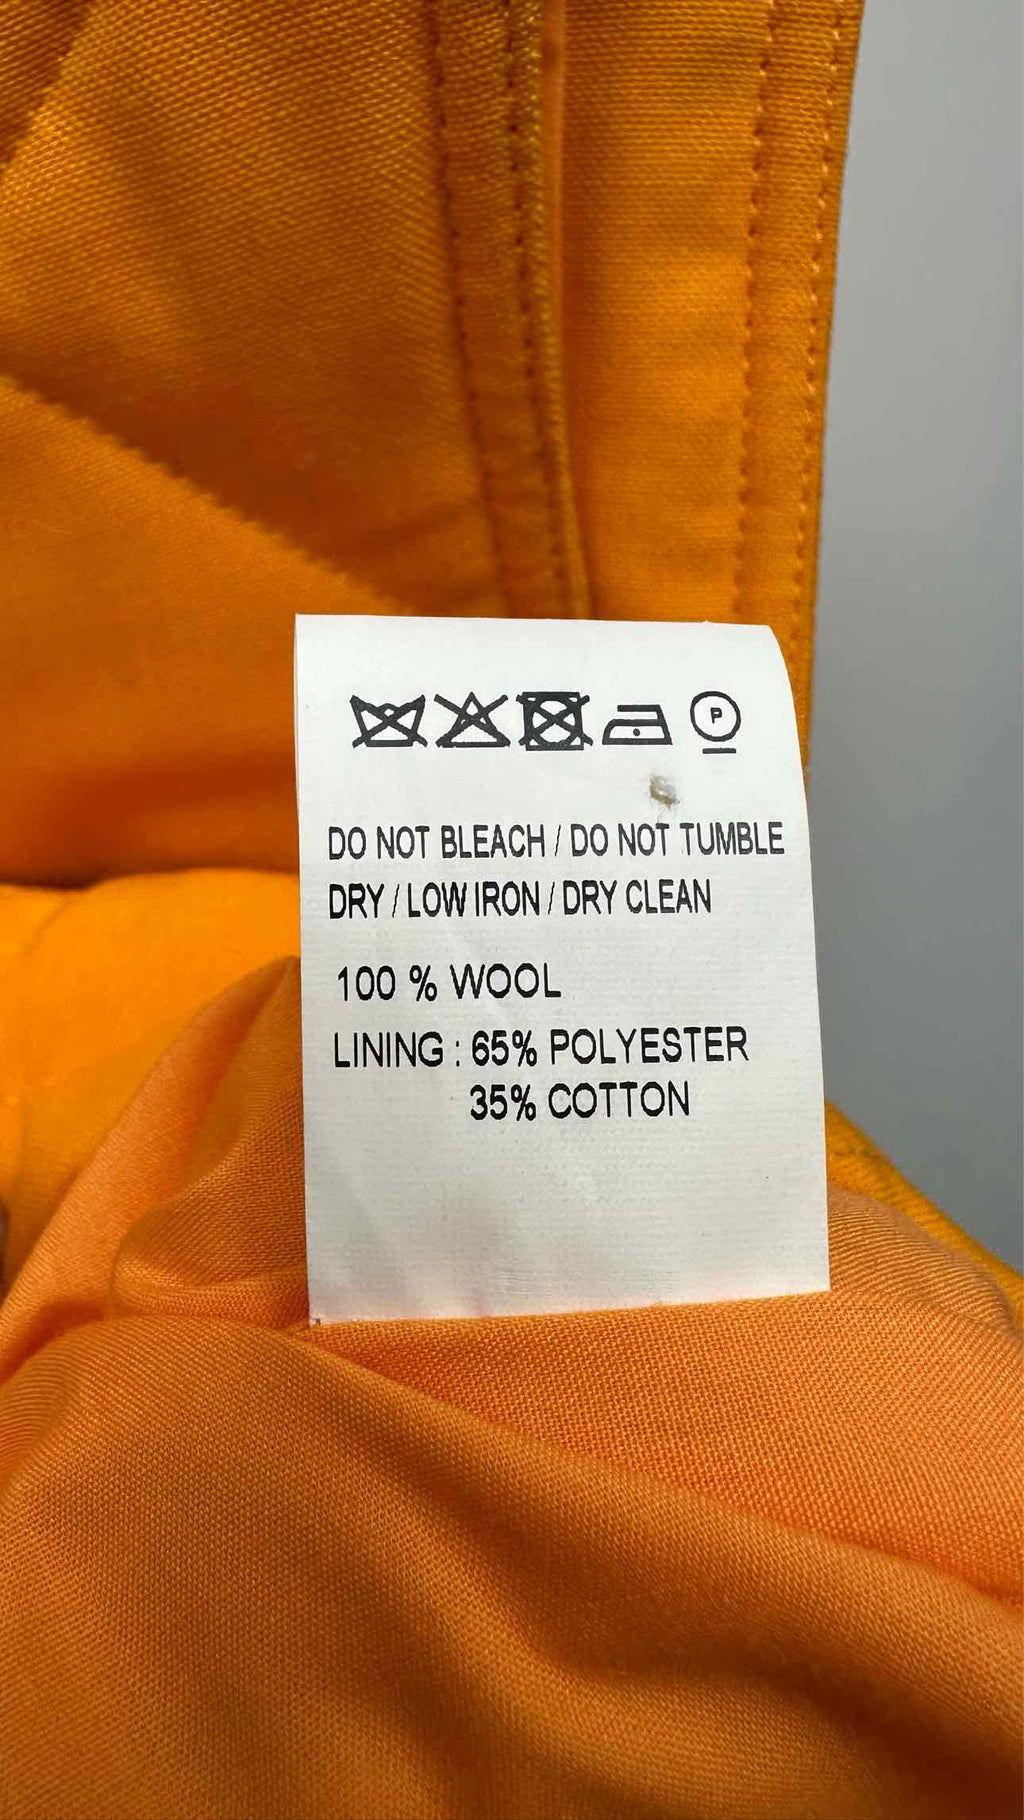 P
DO NOT BLEACH / DO NOT TUMBLE
DRY / LOW IRON / DRY CLEAN
100 % WOOL
LINING : 65% POLYESTER
35% COTTON